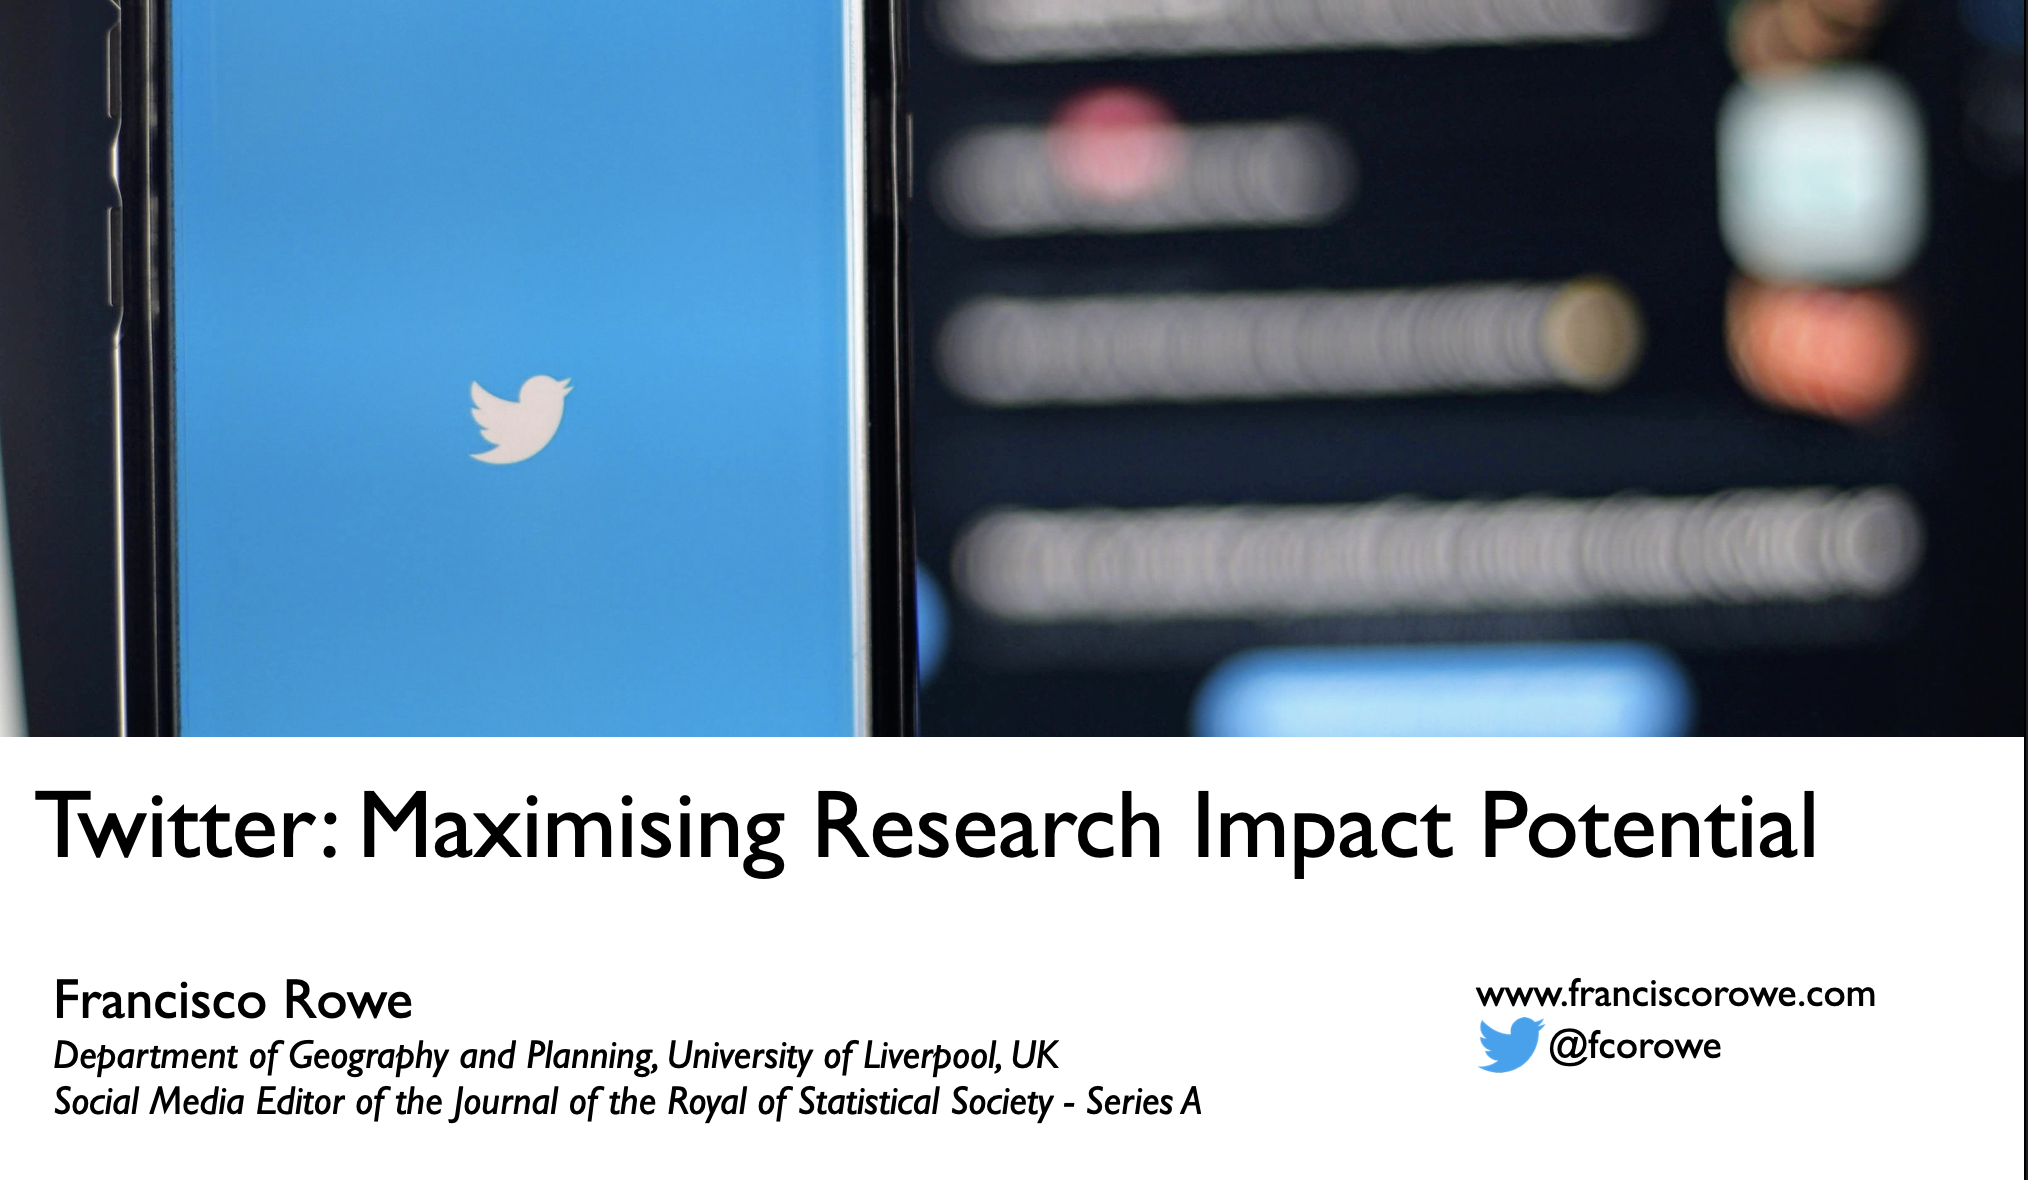 Twitter: Maximising Research Impact Potential
Francisco Rowe
Department of Geography and Planning, University of Liverpool, UK
Social Media Editor of the Journal of the Royal of Statistical Society - Series A
www.franciscorowe.com
@fcorowe